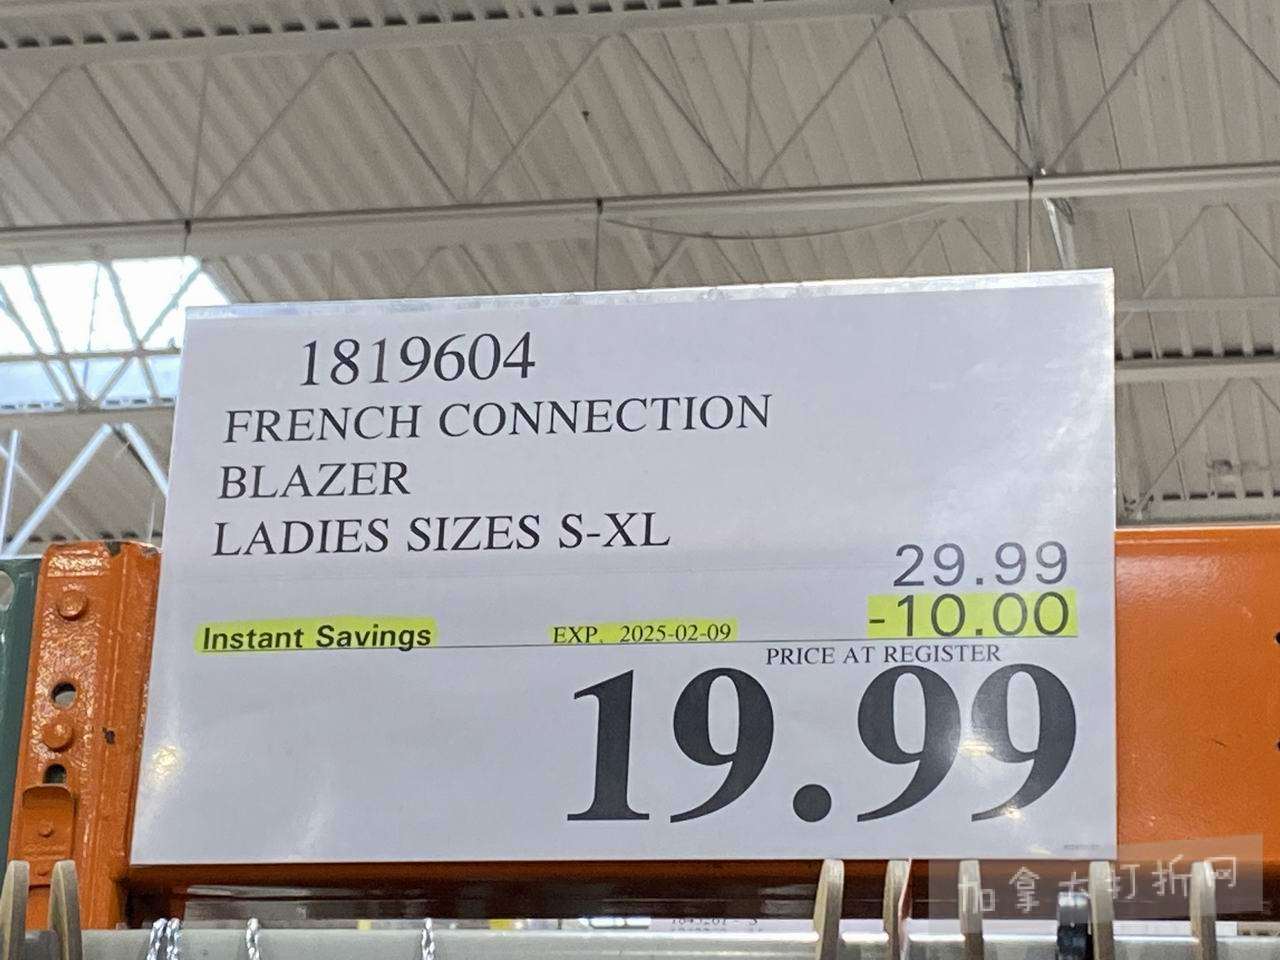 1819604
FRENCH CONNECTION
BLAZER
LADIES SIZES S-XL
29.99
Instant Savings EXP. 2025-02-09 -10.00
PRICE AT REGISTER
19.99
加拿大打折网